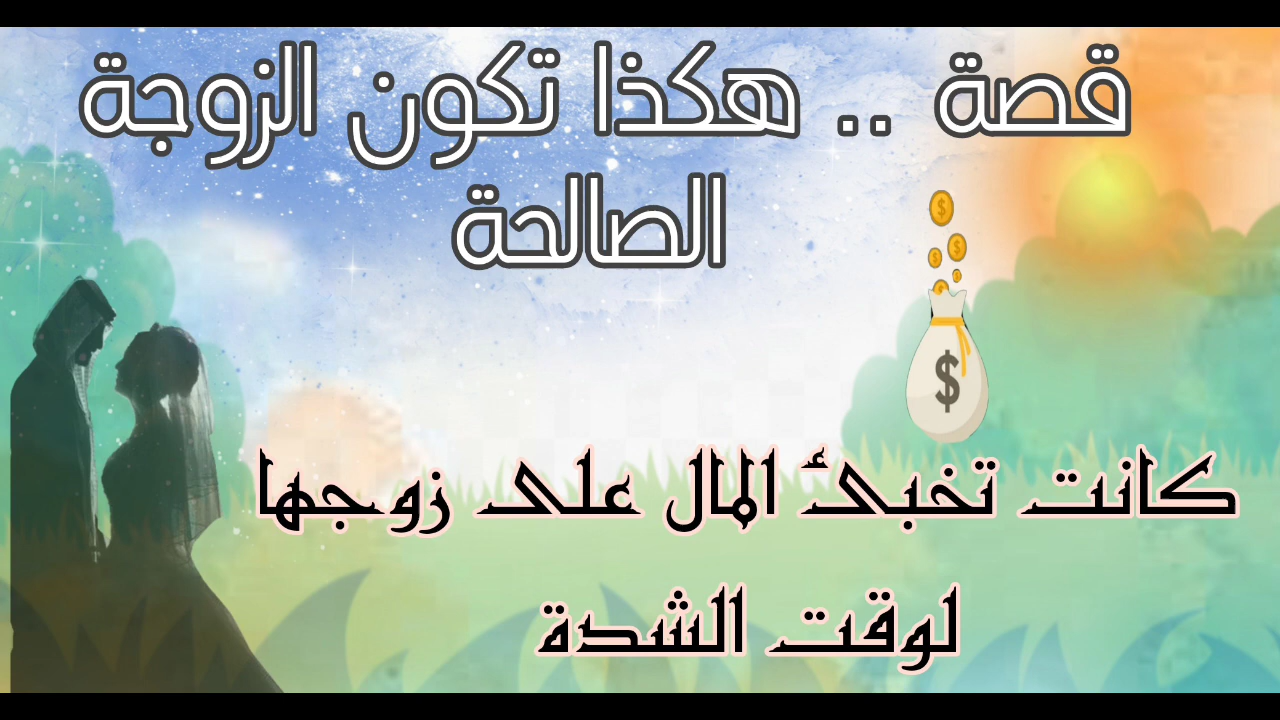 قصة .. هكذا تكون الزوجة
الصالحة
$
$
$
$
$
$
كانت تخبئ المال على زوجها
لوقت الشدة